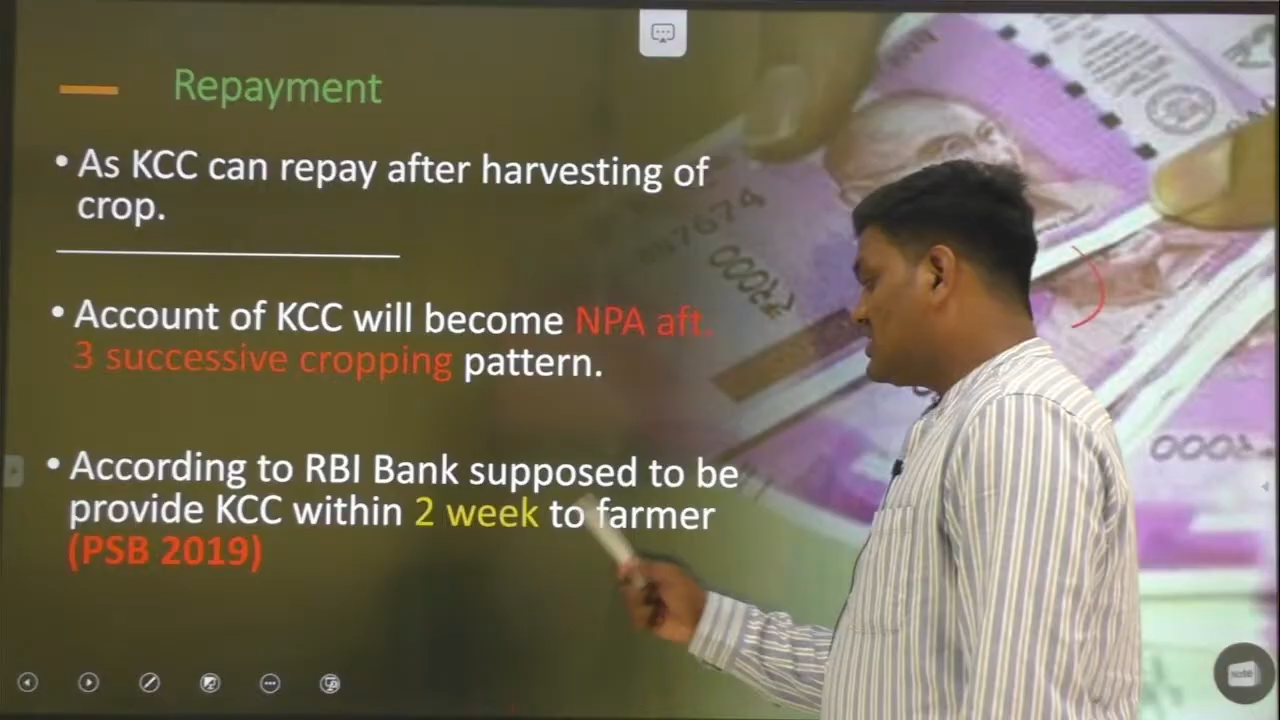 Repayment
• As KCC can repay after harvesting of
crop.
• Account of KCC will become NPA aft.
3 successive cropping pattern.
• According to RBI Bank supposed to be
provide KCC within 2 week to farmer
(PSB 2019)
note